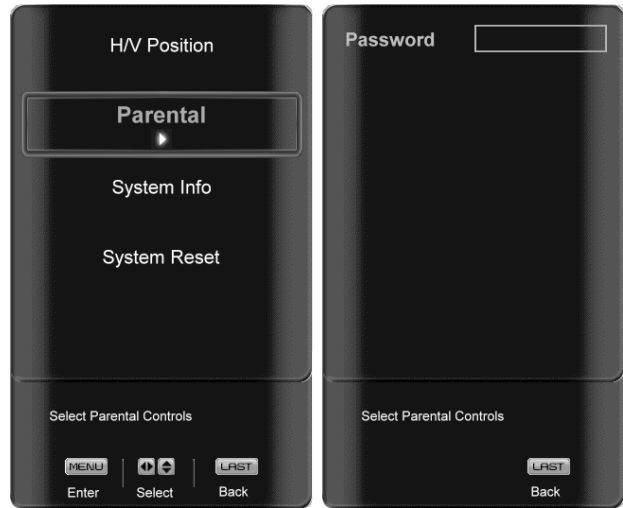 H/V Position
Parental
System Info
System Reset
Select Parental Controls
MENU LAST
Enter Select Back
Password
Select Parental Controls
LAST
Back